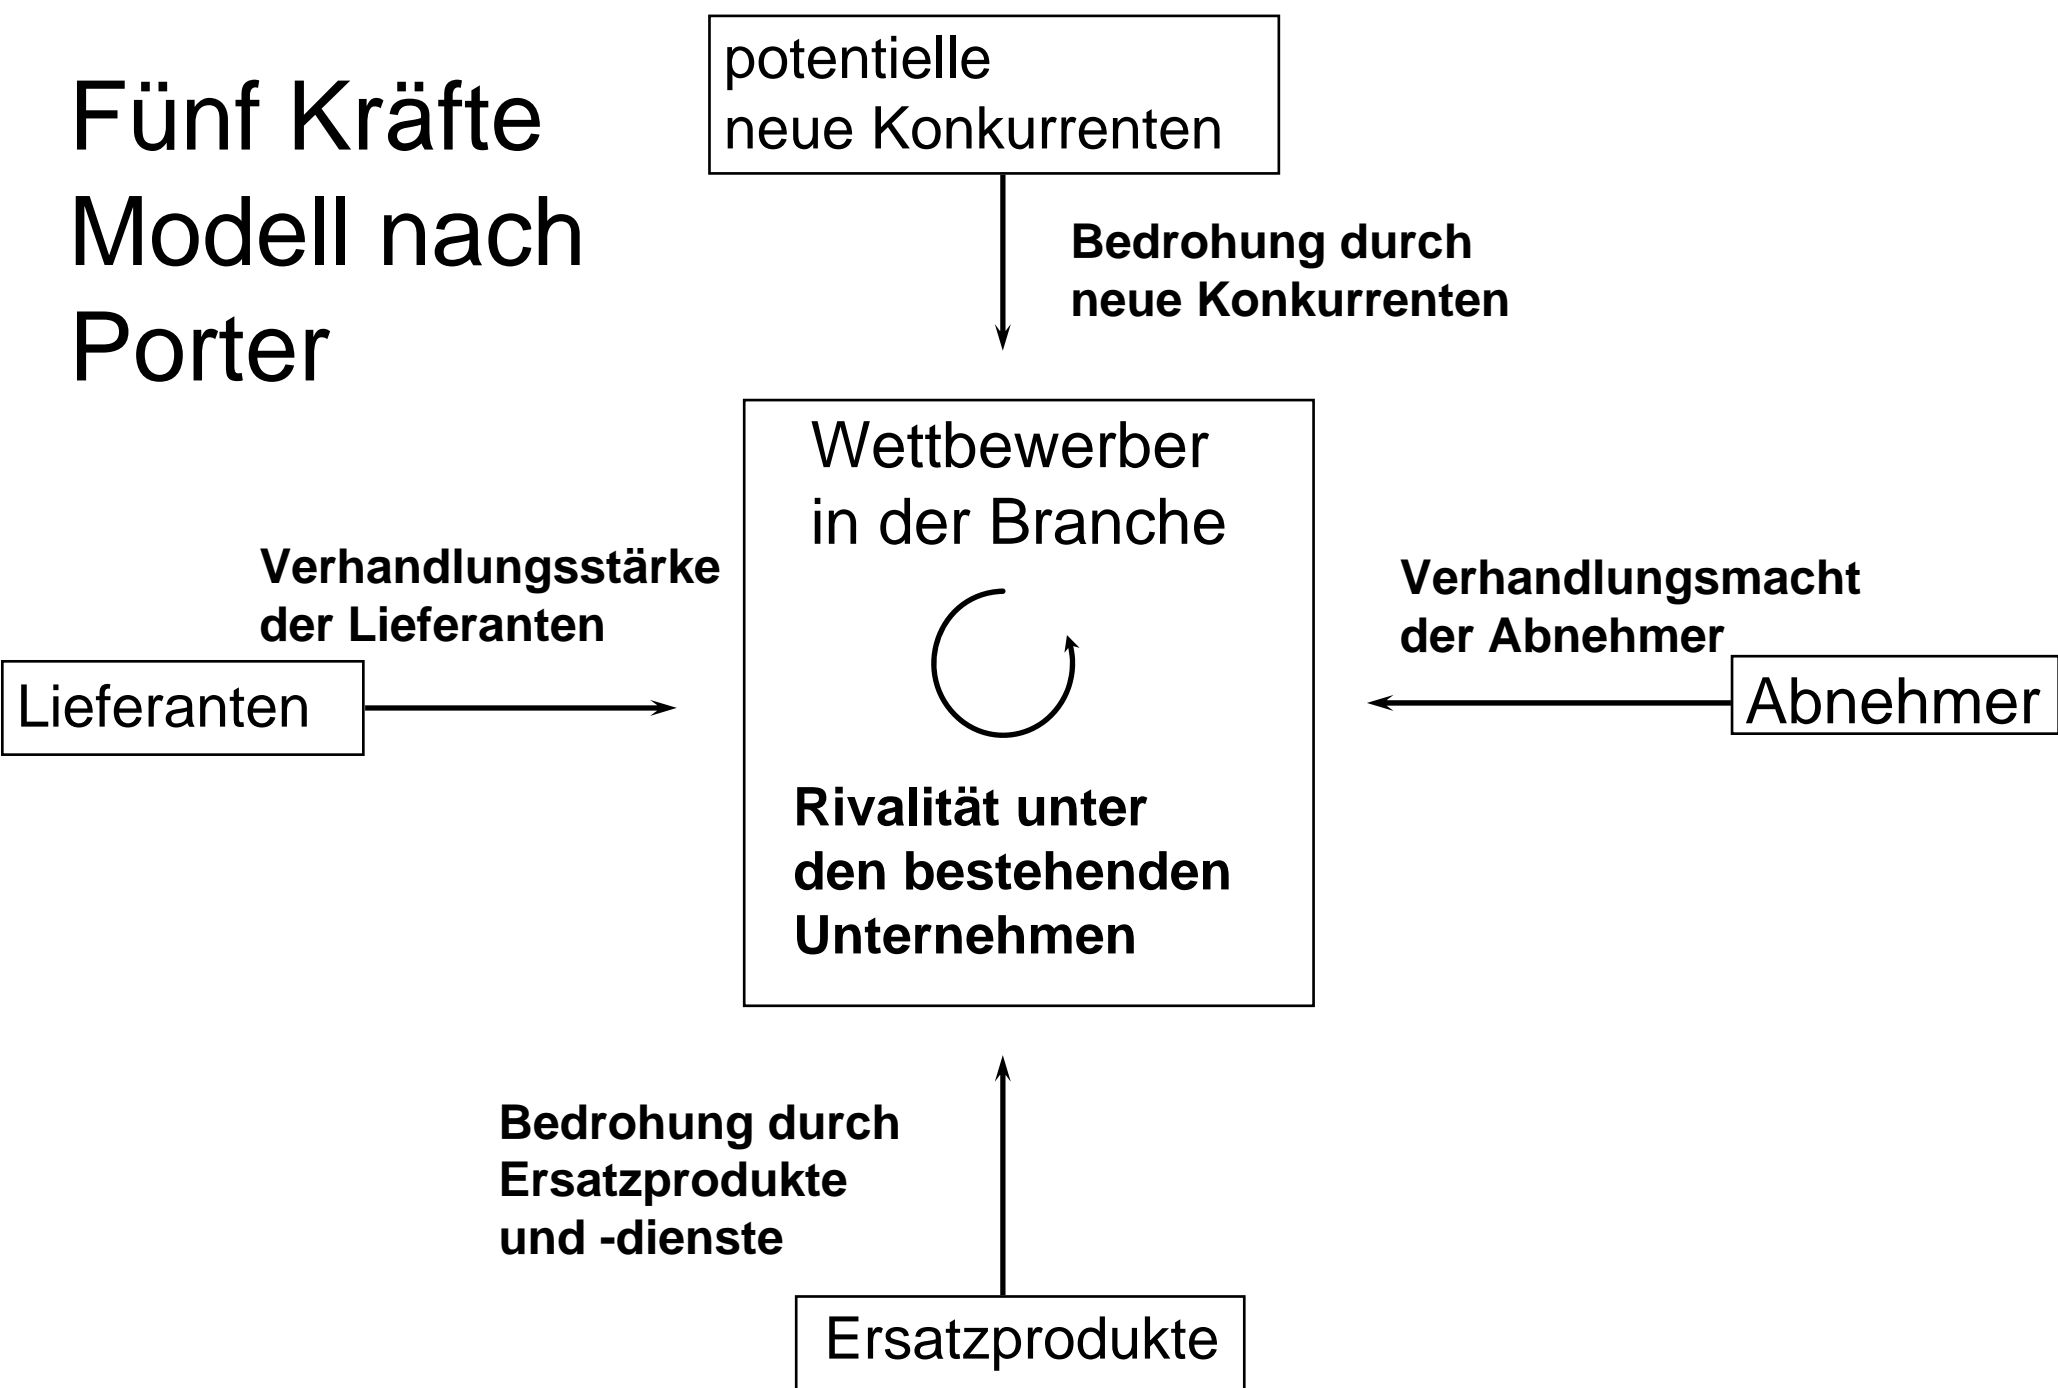 Fünf Kräfte
Modell nach
Porter
potentielle
neue Konkurrenten
Bedrohung durch
neue Konkurrenten
Wettbewerber
in der Branche
Verhandlungsstärke
der Lieferanten
Lieferanten
Verhandlungsmacht
der Abnehmer
Abnehmer
Rivalität unter
den bestehenden
Unternehmen
Bedrohung durch
Ersatzprodukte
und -dienste
Ersatzprodukte